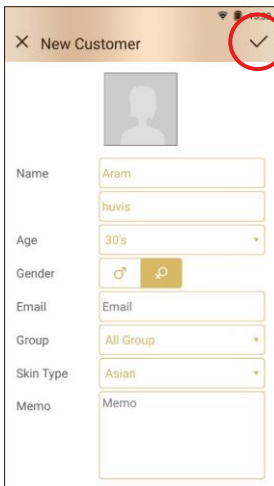 New Customer
Name
Aram
huvis
Age
30's
Gender
Email
Email
Group
All Group
Skin Type
Asian
Memo
Memo